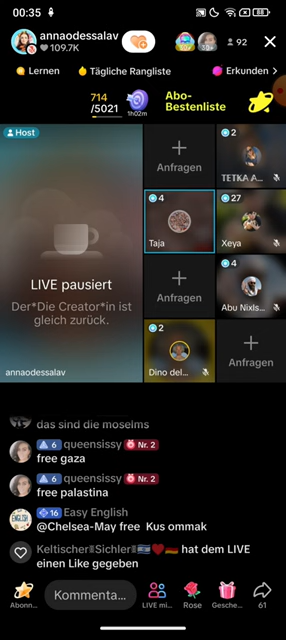 00:35
88
annaodessalav
109.7K
92
Lernen
Tägliche Rangliste
Erkunden >
714
/5021
1h02m
Abo-
Bestenliste
Host
LIVE pausiert
Der*Die Creator*in ist
gleich zurück.
annaodessalav
Anfragen
2
TETKA A...
4
Taja
27
Xeya
Anfragen
4
Abu Nixls...
2
Dino del...
Anfragen
das sind die moselms
6 queensissy Nr. 2
free gaza
6 queensissy Nr. 2
free palastina
16 Easy English
@Chelsea-May free Kus ommak
Keltischer Sichler hat dem LIVE
einen Like gegeben
Abonn...
Kommenta...
LIVE mi...
Rose
Gesche...
61